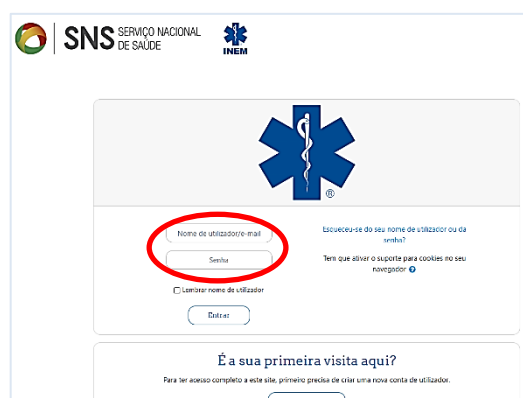 SNS SERVIÇO NACIONAL
DE SAÚDE
INEM
®
Nome de utilizador/e-mail
Senha
Lembrar nome de utilizador
Entrar
Esqueceu-se do seu nome de utilizador ou da
senha?
Tem que ativar o suporte para cookies no seu
navegador ?
É a sua primeira visita aqui?
Para ter acesso completo a este site, primeiro precisa de criar uma nova conta de utilizador.